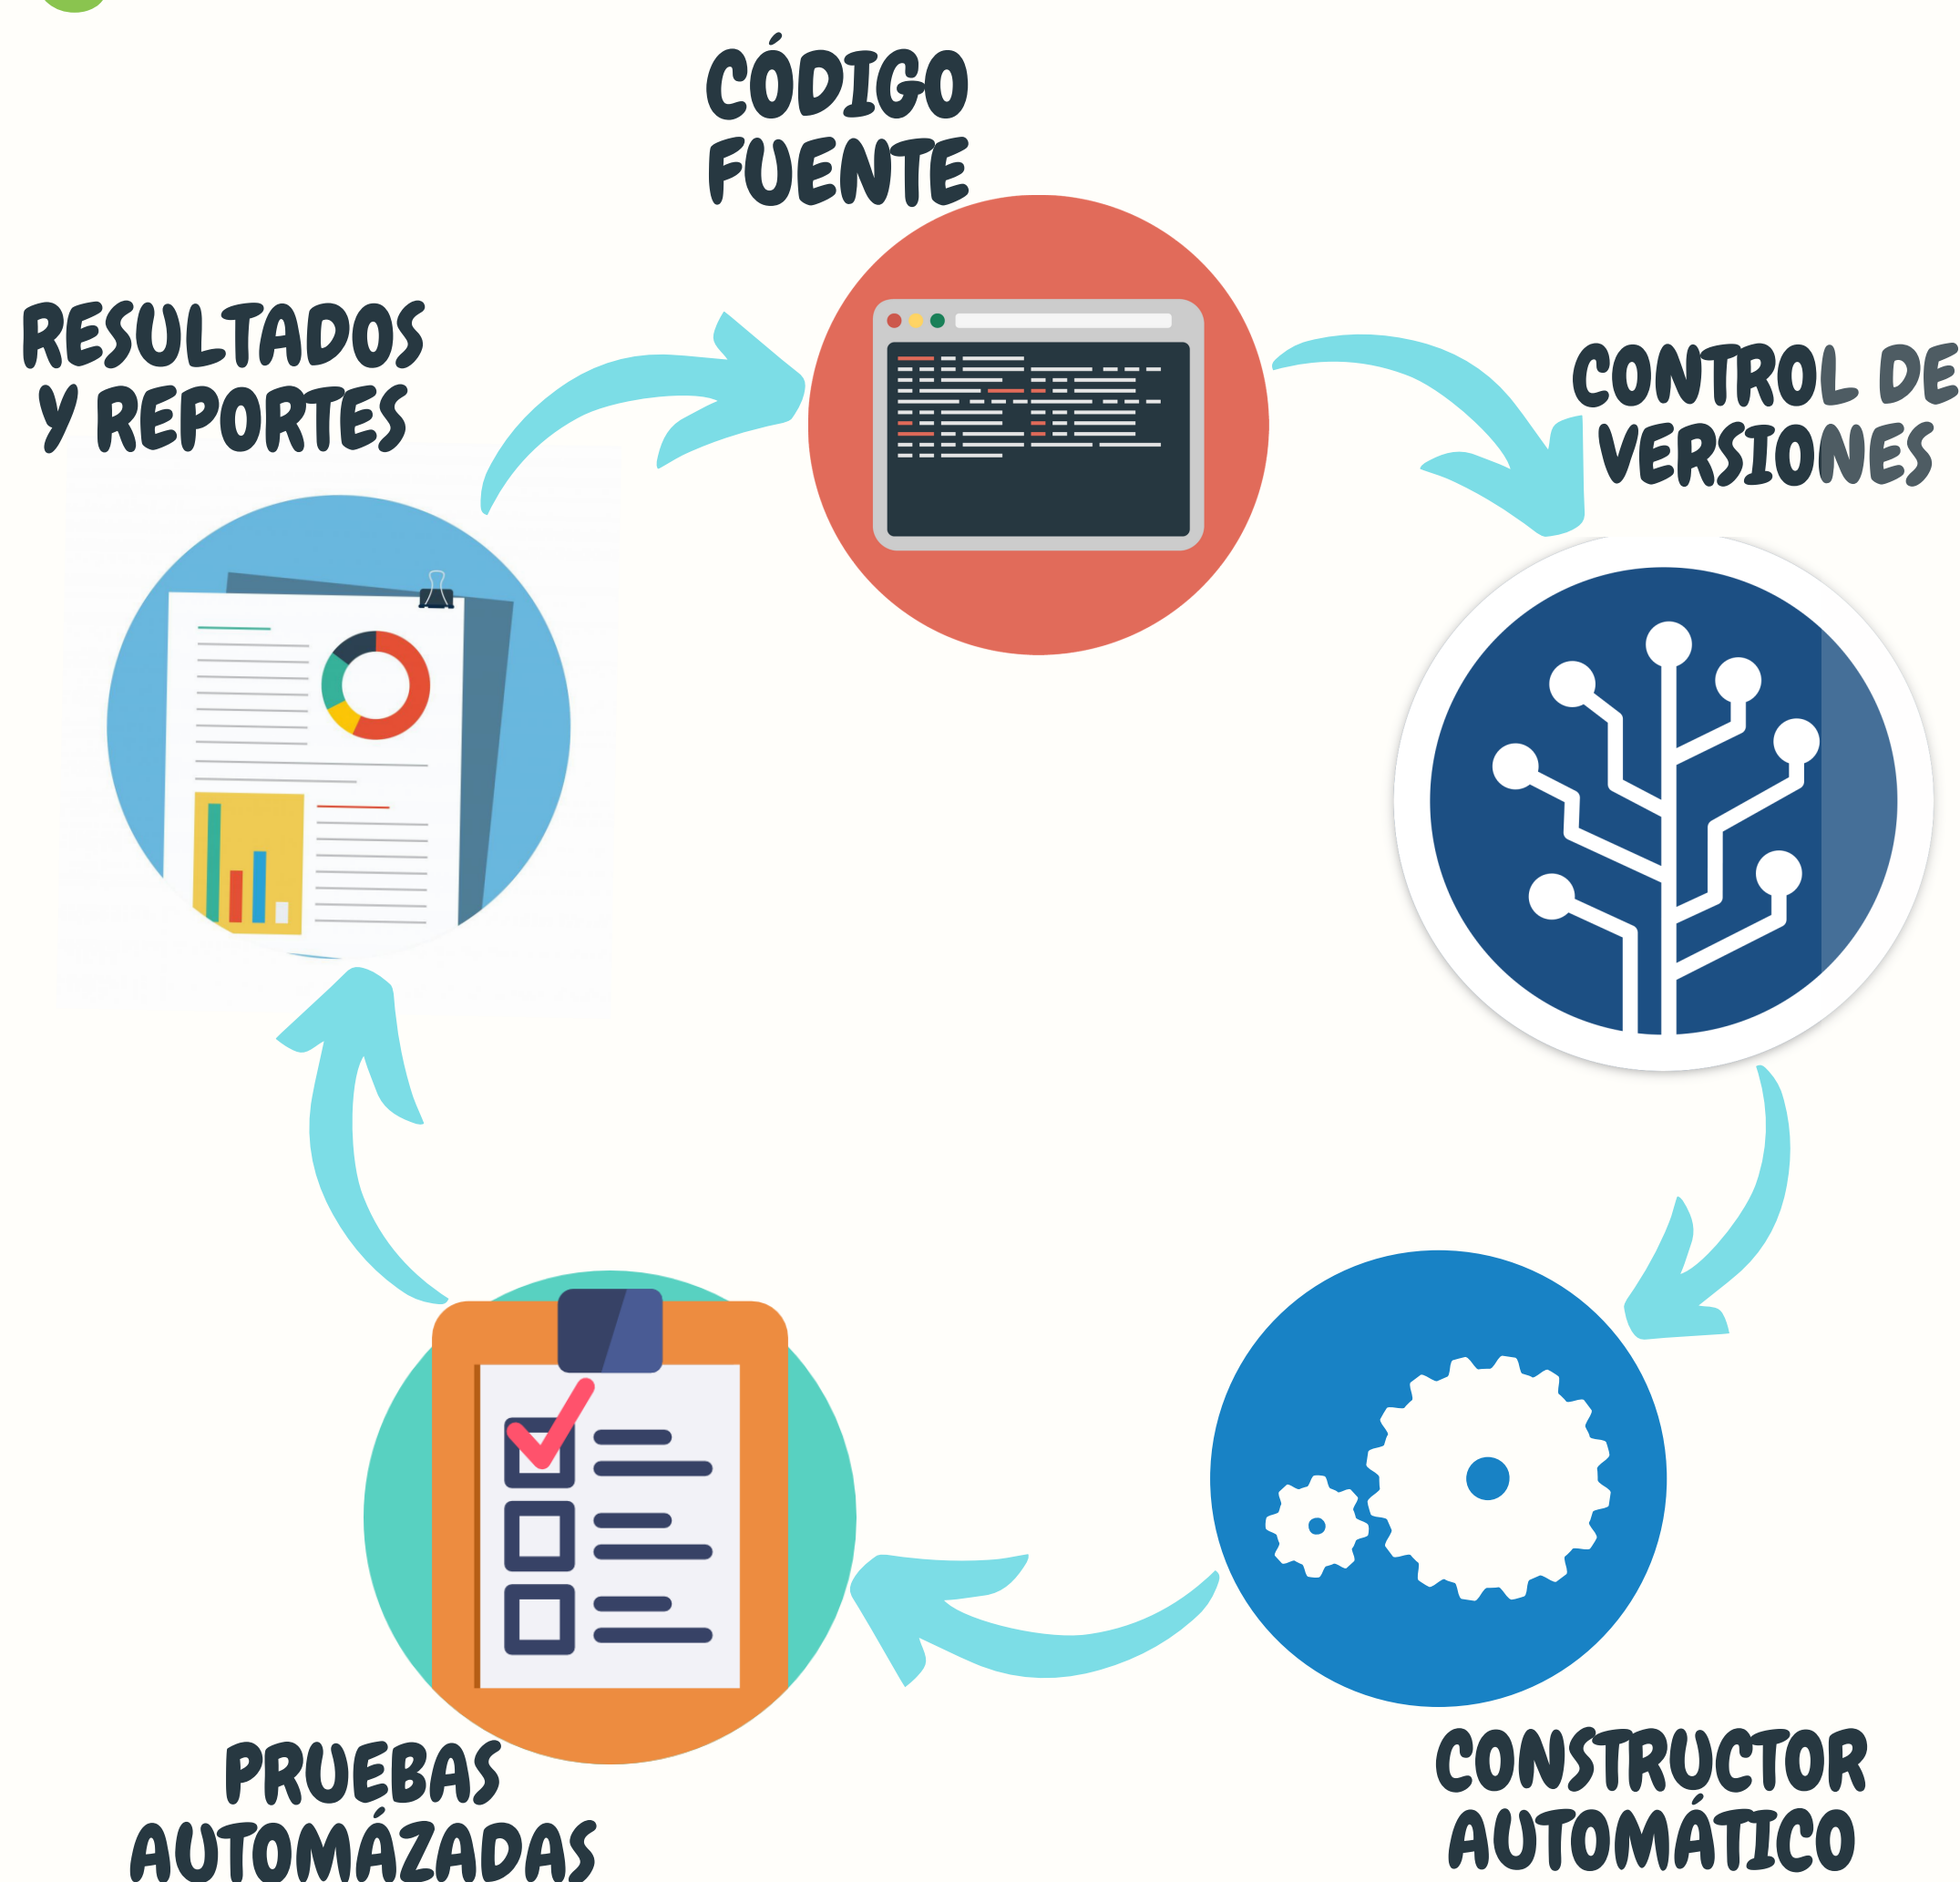 CÓDIGO
FUENTE
RESULTADOS
Y REPORTES
CONTROL DE
VERSIONES
PRUEBAS
AUTOMÁZADAS
CONSTRUCTOR
AUTOMÁTICO